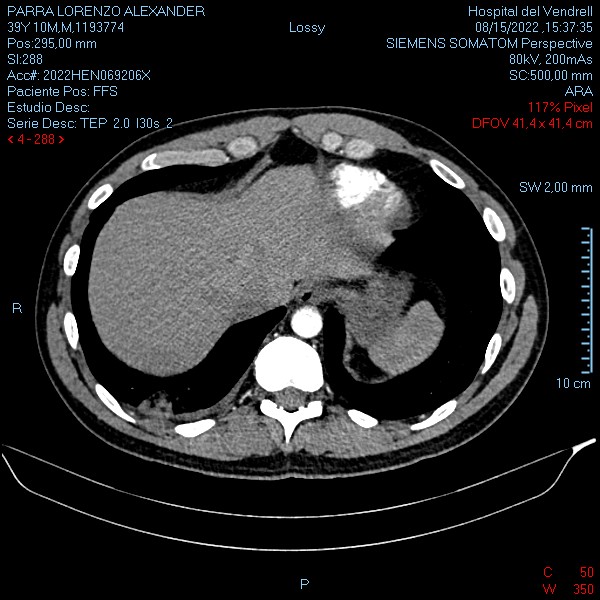 PARRA LORENZO ALEXANDER
39Y 10M,M,1193774
Pos:295,00 mm
SI:288
Acc#: 2022HEN069206X
Paciente Pos: FFS
Estudio Desc:
Serie Desc: TEP 2.0 I30s 2
< 4 - 288 >
Lossy
Hospital del Vendrell
08/15/2022 ,15:37:35
SIEMENS SOMATOM Perspective
80kV, 200mAs
SC:500,00 mm
ARA
117% Pixel
DFOV 41,4 x 41,4 cm
SW 2,00 mm
R
10 cm
P
C 50
W 350